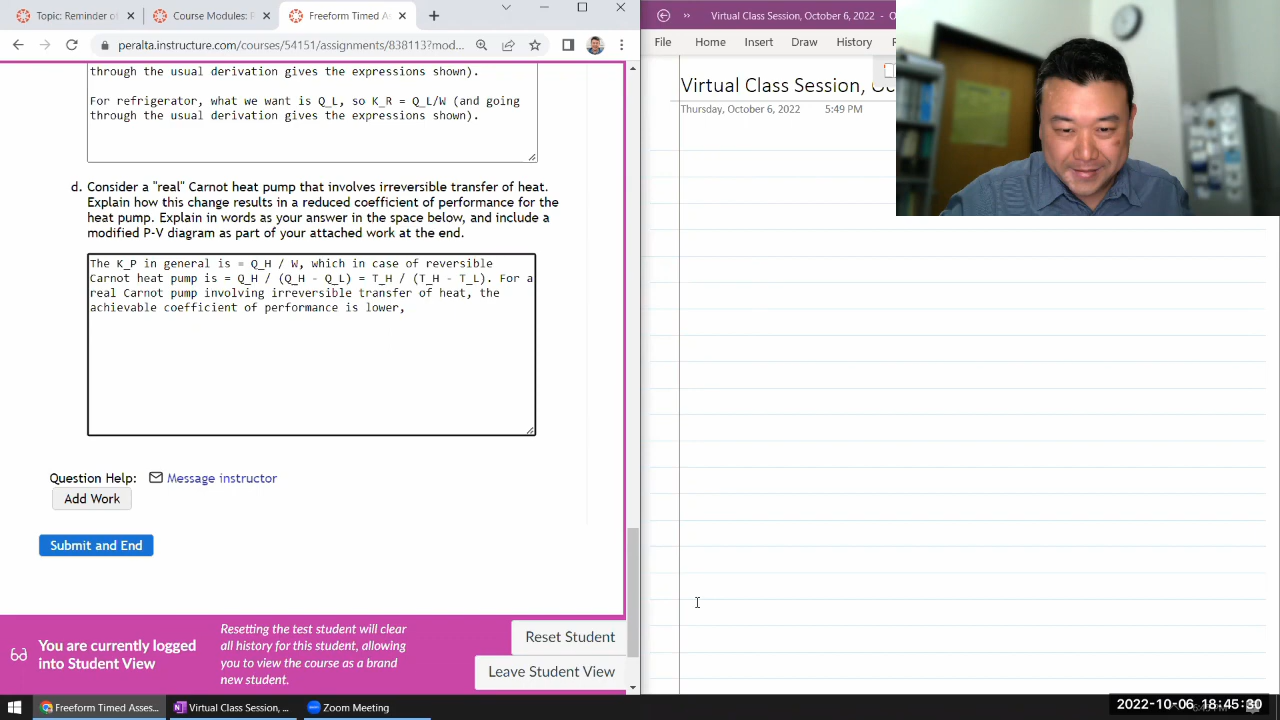 Topic: Reminder o
Course Modules: P
Freeform Timed As
peralta.instructure.com/courses/54151/assignments/838113?mod...
through the usual derivation gives the expressions shown).
For refrigerator, what we want is Q_L, so K_R = Q_L/W (and going
through the usual derivation gives the expressions shown).
d. Consider a "real" Carnot heat pump that involves irreversible transfer of heat.
Explain how this change results in a reduced coefficient of performance for the
heat pump. Explain in words as your answer in the space below, and include a
modified P-V diagram as part of your attached work at the end.
The K_P in general is = Q_H / W, which in case of reversible
Carnot heat pump is = Q_H / (Q_H - Q_L) = T_H / (T_H - T_L). For a
real Carnot pump involving irreversible transfer of heat, the
achievable coefficient of performance is lower,
Question Help: Message instructor
Add Work
Submit and End
You are currently logged
into Student View
Resetting the test student will clear
all history for this student, allowing
you to view the course as a brand
new student.
Reset Student
Leave Student View
Virtual Class Session, October 6, 2022 - O
File Home Insert Draw History
Virtual Class Session,
Thursday, October 6, 2022 5:49 PM
Freeform Timed Asses...
Virtual Class Session, ...
Zoom Meeting
2022-10-06 18:45:30